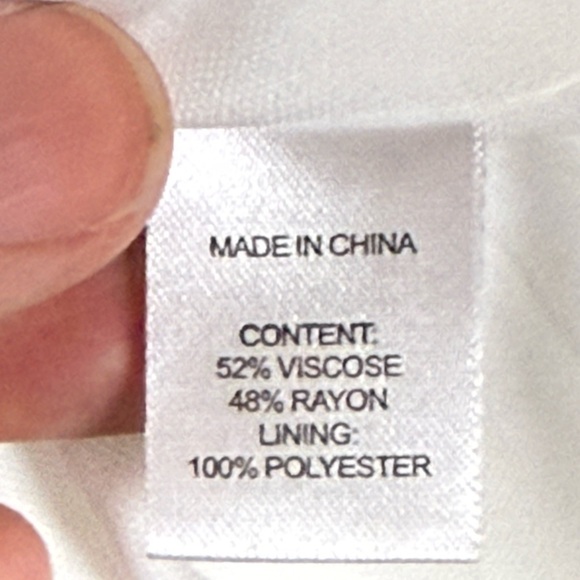 MADE IN CHINA
CONTENT:
52% VISCOSE
48% RAYON
LINING:
100% POLYESTER